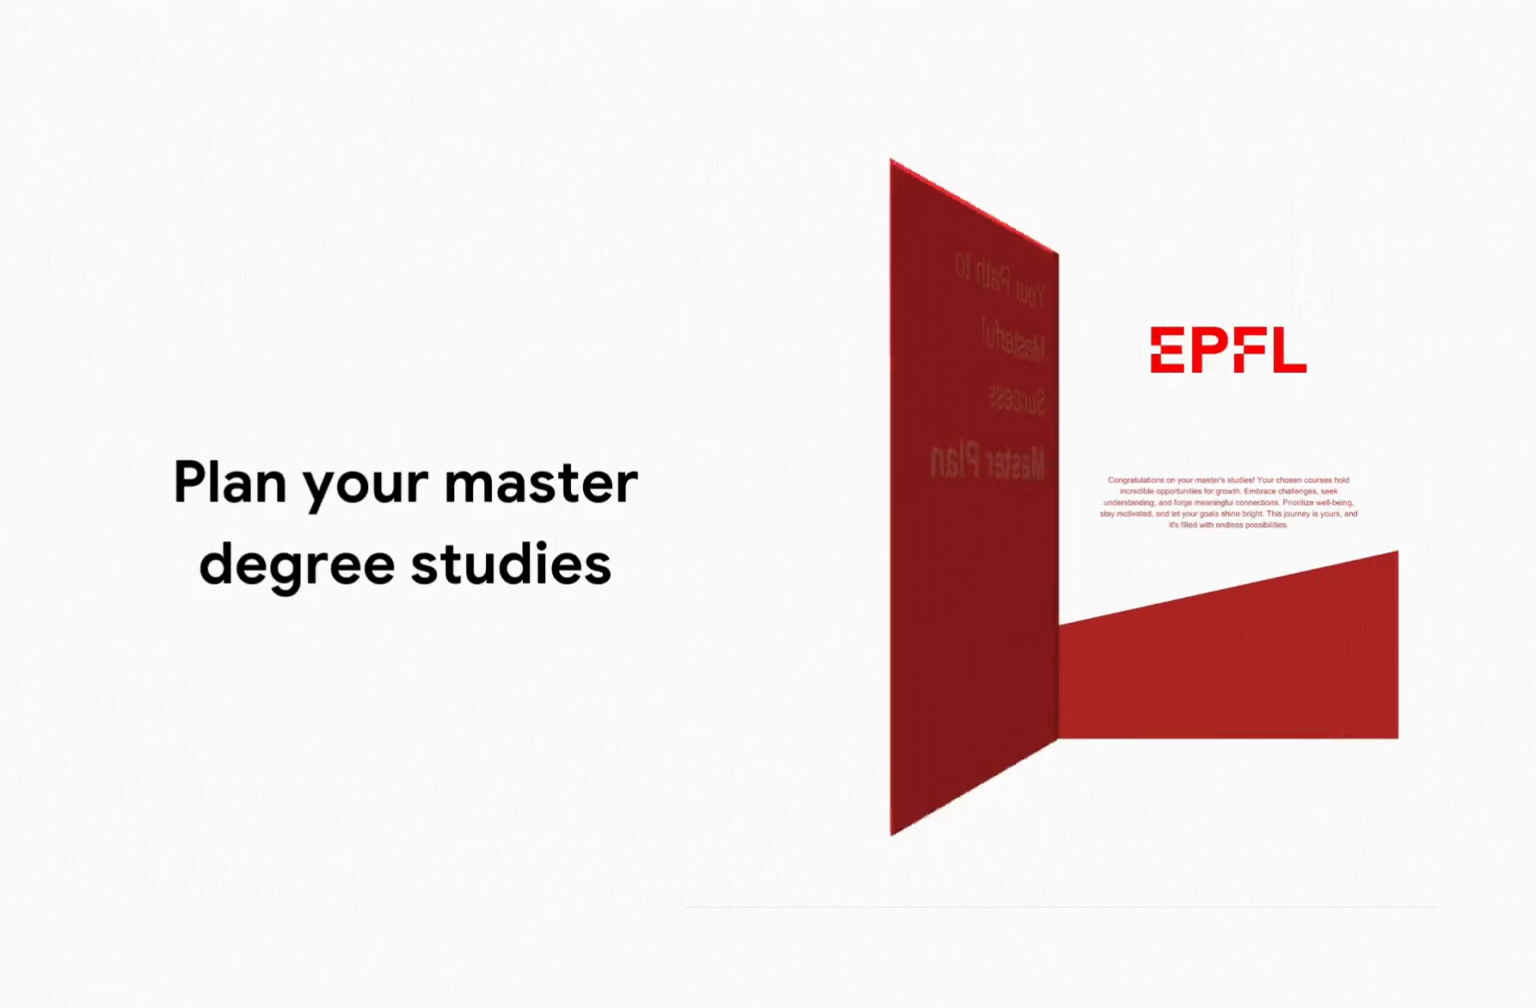 Plan your master
degree studies
Your Path to
Masterful
Success
Master Plan
EPFL
Congratulations on your master's studies! Your chosen courses hold
incredible opportunities for growth. Embrace challenges, seek
understanding, and forge meaningful connections. Prioritize well-being,
stay motivated, and let your goals shine bright. This journey is yours, and
it's filled with endless possibilities.